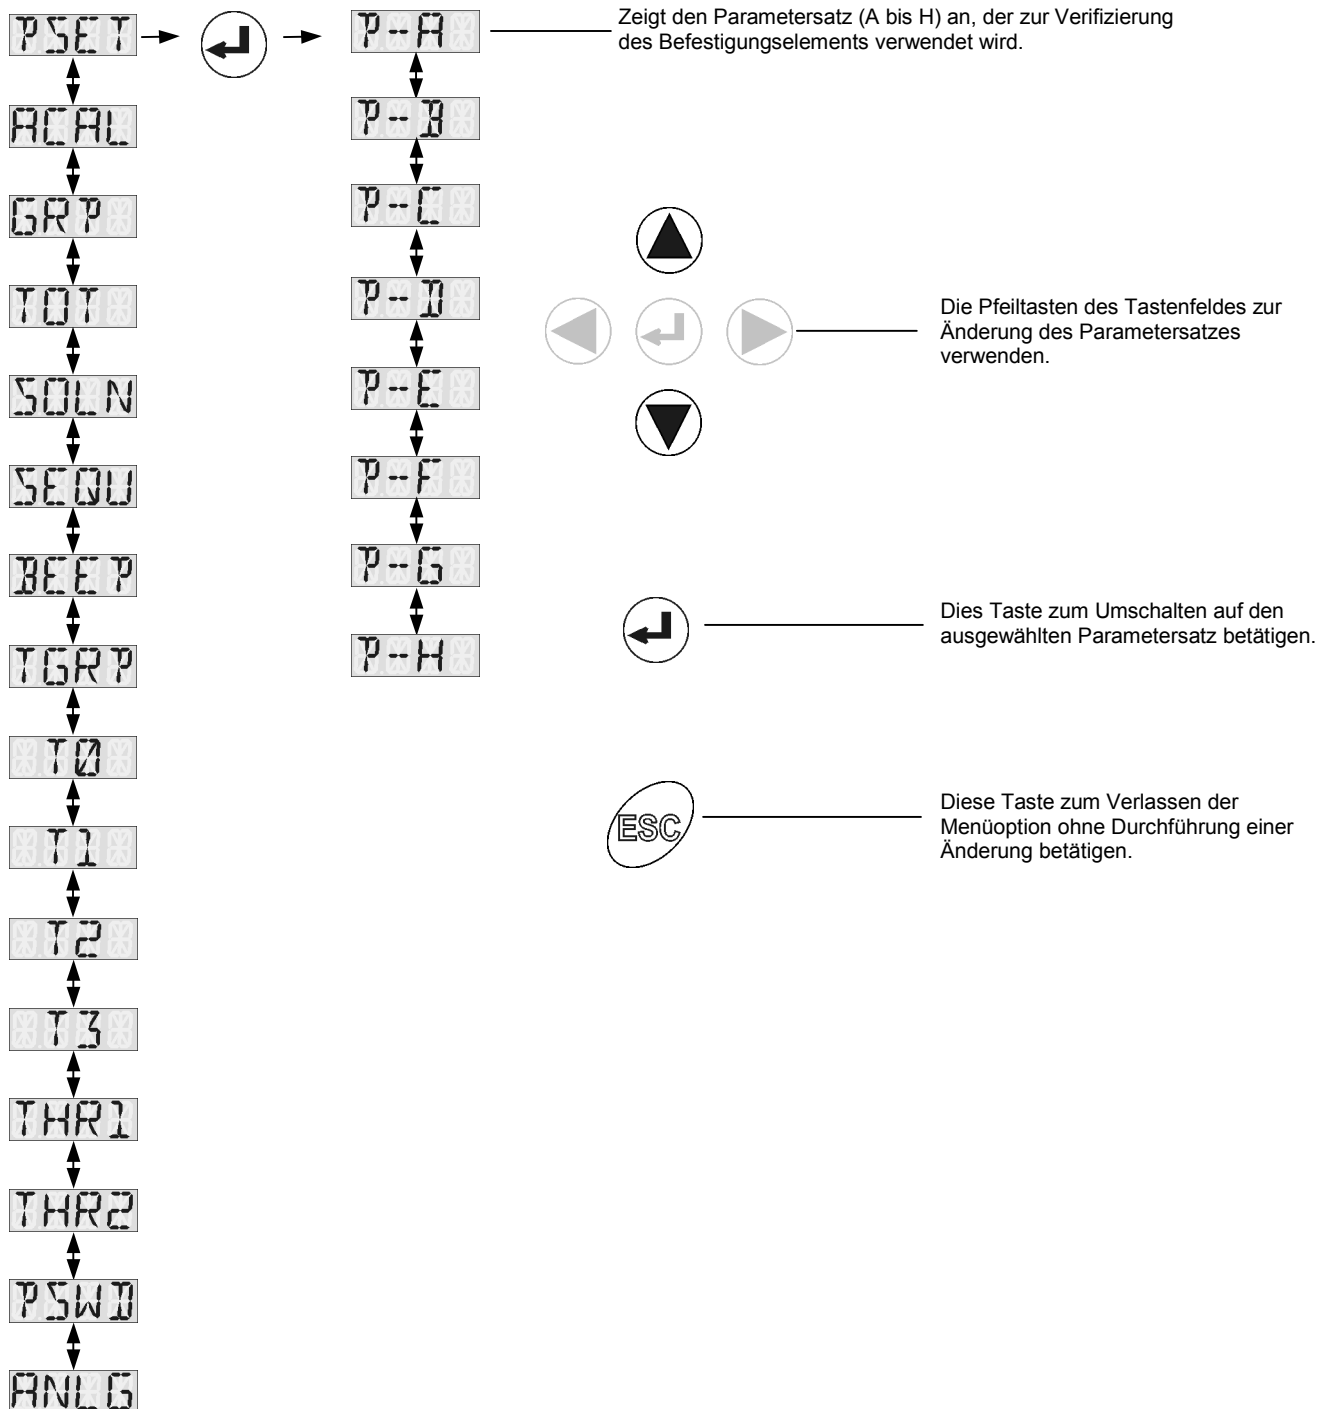 PSET
P--A
Zeigt den Parametersatz (A bis H) an, der zur Verifizierung
des Befestigungselements verwendet wird.
ACAL
P--B
GRP
P--C
TOT
P--D
Die Pfeiltasten des Tastenfeldes zur
Änderung des Parametersatzes
verwenden.
SOLN
P--E
SEQU
P--F
BEEP
P--G
TGRP
P--H
Dies Taste zum Umschalten auf den
ausgewählten Parametersatz betätigen.
T0
T1
ESC
Diese Taste zum Verlassen der
Menüoption ohne Durchführung einer
Änderung betätigen.
T2
T3
THR1
THR2
PSWD
ANLG